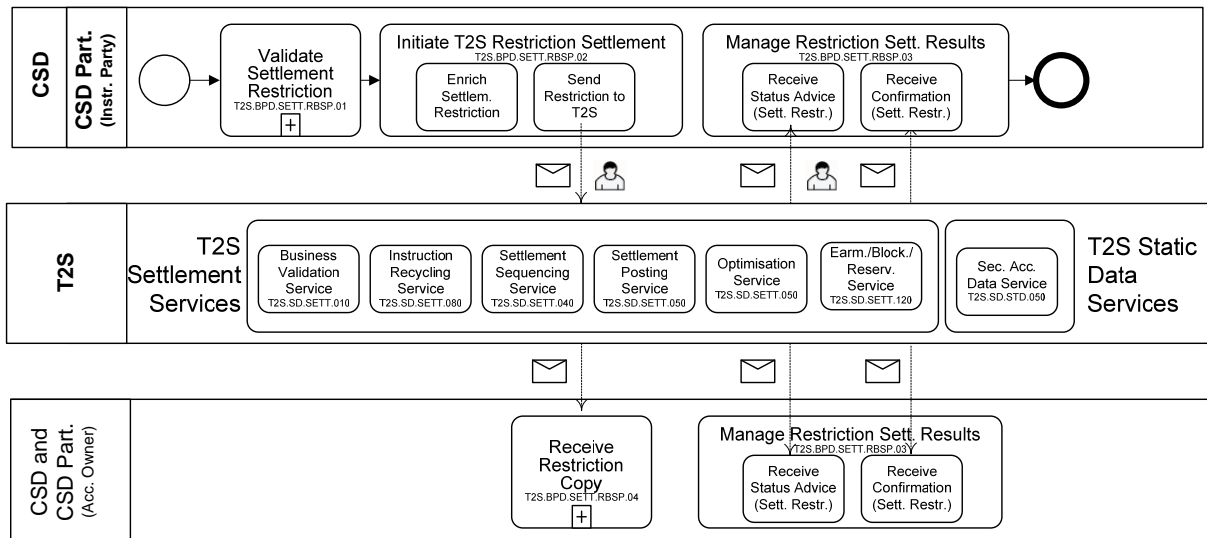 CSD
CSD Part.
(Instr. Party)
Validate
Settlement
Restriction
T2S.BPD.SETT.RBSP.01
+
Initiate T2S Restriction Settlement
T2S.BPD.SETT.RBSP.02
Enrich
Settlem.
Restriction
Send
Restriction to
T2S
Manage Restriction Sett. Results
T2S.BPD.SETT.RBSP.03
Receive
Status Advice
(Sett. Restr.)
Receive
Confirmation
(Sett. Restr.)
T2S
T2S
Settlement
Services
Business
Validation
Service
T2S.SD.SETT.010
Instruction
Recycling
Service
T2S.SD.SETT.080
Settlement
Sequencing
Service
T2S.SD.SETT.040
Settlement
Posting
Service
T2S.SD.SETT.050
Optimisation
Service
T2S.SD.SETT.050
Earm./Block./
Reserv.
Service
T2S.SD.SETT.120
Sec. Acc.
Data Service
T2S.SD.STD.050
T2S Static
Data
Services
CSD and
CSD Part.
(Acc. Owner)
Receive
Restriction
Copy
T2S.BPD.SETT.RBSP.04
+
Manage Restriction Sett. Results
T2S.BPD.SETT.RBSP.03
Receive
Status Advice
(Sett. Restr.)
Receive
Confirmation
(Sett. Restr.)